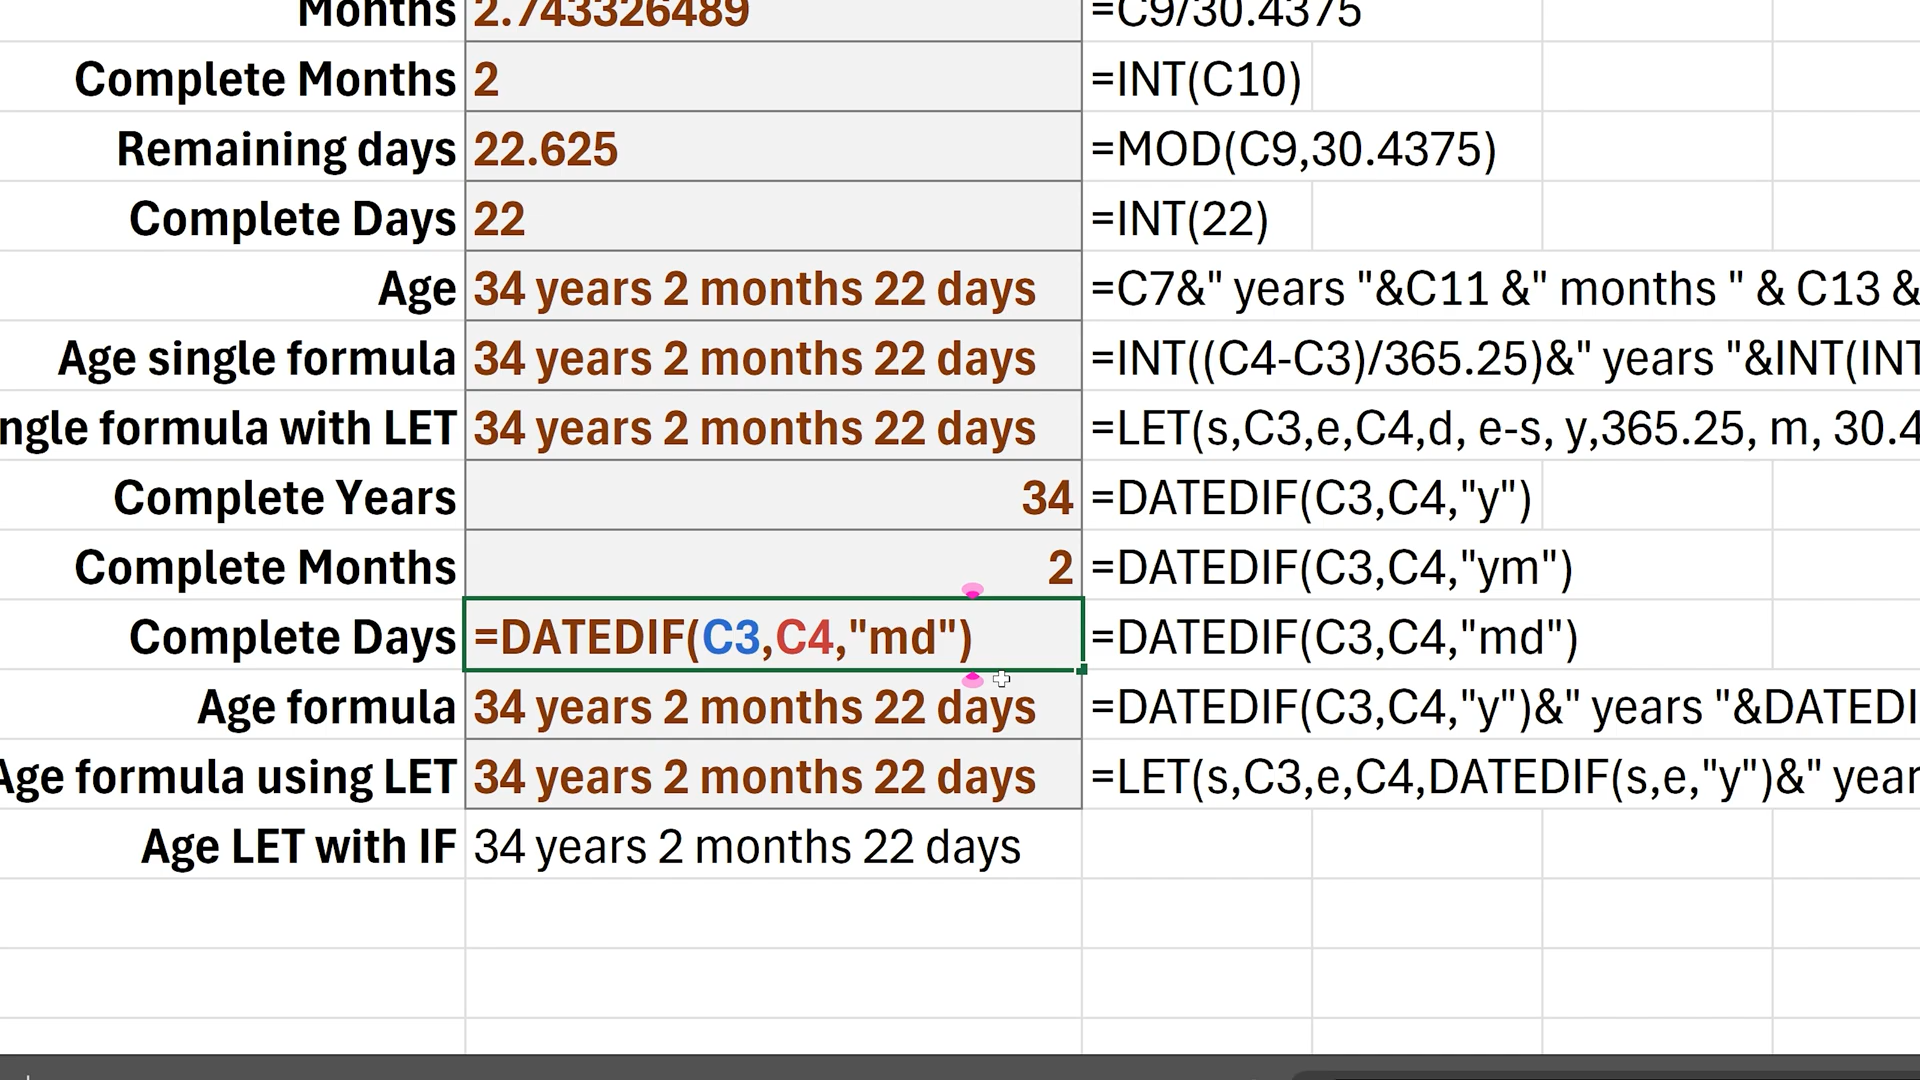 Months 2.743326489 =C9/30.4375
Complete Months 2 =INT(C10)
Remaining days 22.625 =MOD(C9,30.4375)
Complete Days 22 =INT(22)
Age 34 years 2 months 22 days =C7&" years "&C11 &" months " & C13 &
Age single formula 34 years 2 months 22 days =INT((C4-C3)/365.25)&" years "&INT(INT
ngle formula with LET 34 years 2 months 22 days =LET(s,C3,e,C4,d, e-s, y,365.25, m, 30.4
Complete Years 34 =DATEDIF(C3,C4,"y")
Complete Months 2 =DATEDIF(C3,C4,"ym")
Complete Days =DATEDIF(C3,C4,"md") =DATEDIF(C3,C4,"md")
Age formula 34 years 2 months 22 days =DATEDIF(C3,C4,"y")&" years "&DATEDI
Age formula using LET 34 years 2 months 22 days =LET(s,C3,e,C4,DATEDIF(s,e,"y")&" year
Age LET with IF 34 years 2 months 22 days